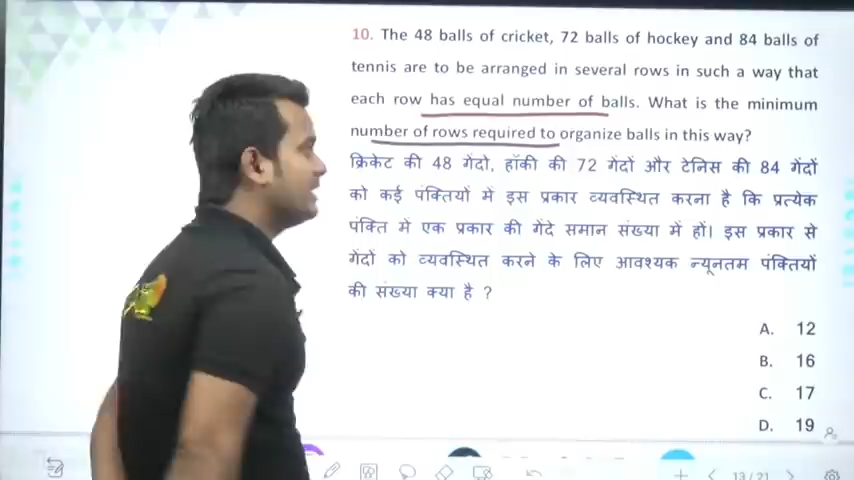 10. The 48 balls of cricket, 72 balls of hockey and 84 balls of
tennis are to be arranged in several rows in such a way that
each row has equal number of balls. What is the minimum
number of rows required to organize balls in this way?
क्रिकेट की 48 गेंदो, हॉकी की 72 गेंदों और टेनिस की 84 गेंदों
को कई पंक्तियों में इस प्रकार व्यवस्थित करना है कि प्रत्येक
पंक्ति में एक प्रकार की गेंदे समान संख्या में हों। इस प्रकार से
गेंदों को व्यवस्थित करने के लिए आवश्यक न्यूनतम पंक्तियों
की संख्या क्या है ?
A. 12
B. 16
C. 17
D. 19
13 / 21